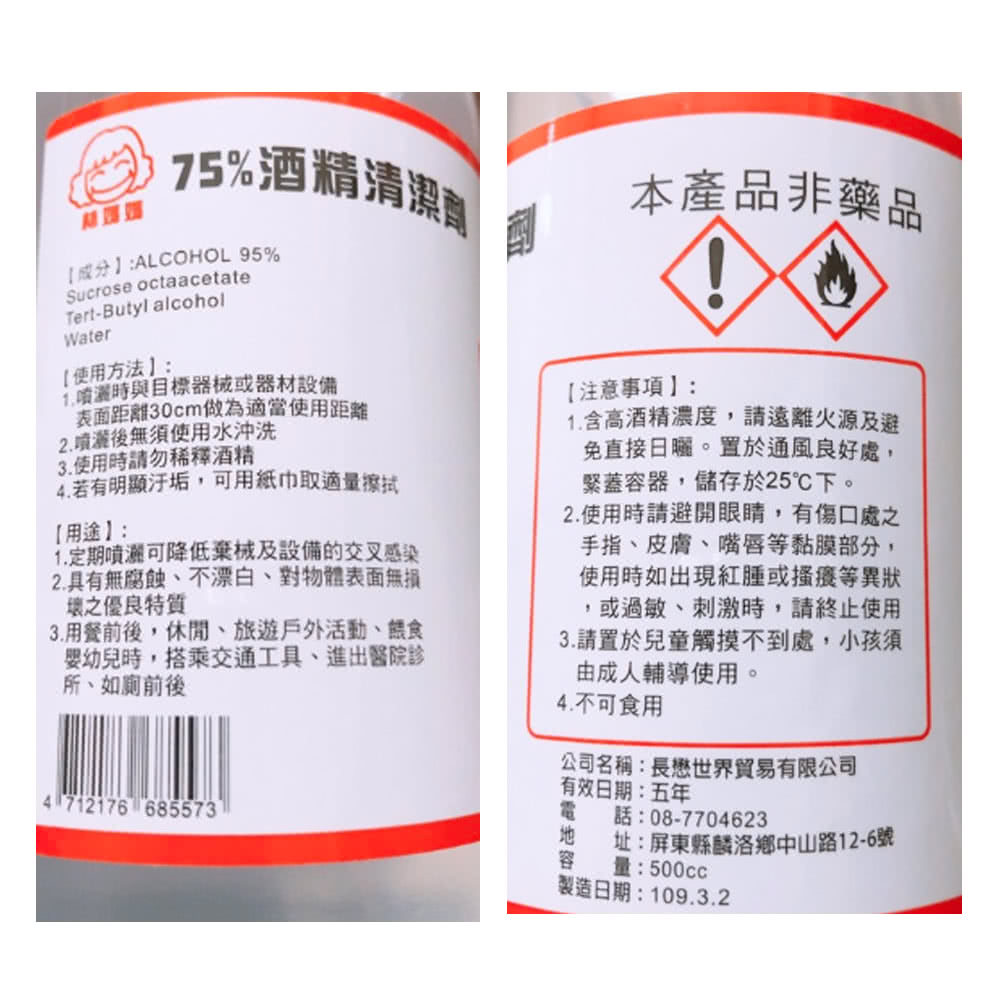 林媽媽
75%酒精清潔劑
【成分】:ALCOHOL 95%
Sucrose octaacetate
Tert-Butyl alcohol
Water
【使用方法】:
1.噴灑時與目標器械或器材設備
表面距離30cm做為適當使用距離
2.噴灑後無須使用水沖洗
3.使用時請勿稀釋酒精
4.若有明顯汙垢，可用紙巾取適量擦拭
【用途】:
1.定期噴灑可降低棄械及設備的交叉感染
2.具有無腐蝕、不漂白、對物體表面無損
壞之優良特質
3.用餐前後，休閒、旅遊戶外活動、餵食
嬰幼兒時，搭乘交通工具、進出醫院診
所、如廁前後
4 712176 685573
劑
本產品非藥品
【注意事項】:
1.含高酒精濃度，請遠離火源及避
免直接日曬。置於通風良好處，
緊蓋容器，儲存於25℃下。
2.使用時請避開眼睛，有傷口處之
手指、皮膚、嘴唇等黏膜部分，
使用時如出現紅腫或搔癢等異狀
，或過敏、刺激時，請終止使用
3.請置於兒童觸摸不到處，小孩須
由成人輔導使用。
4.不可食用
公司名稱：長懋世界貿易有限公司
有效日期：五年
電話：08-7704623
地址：屏東縣麟洛鄉中山路12-6號
容量：500cc
製造日期：109.3.2